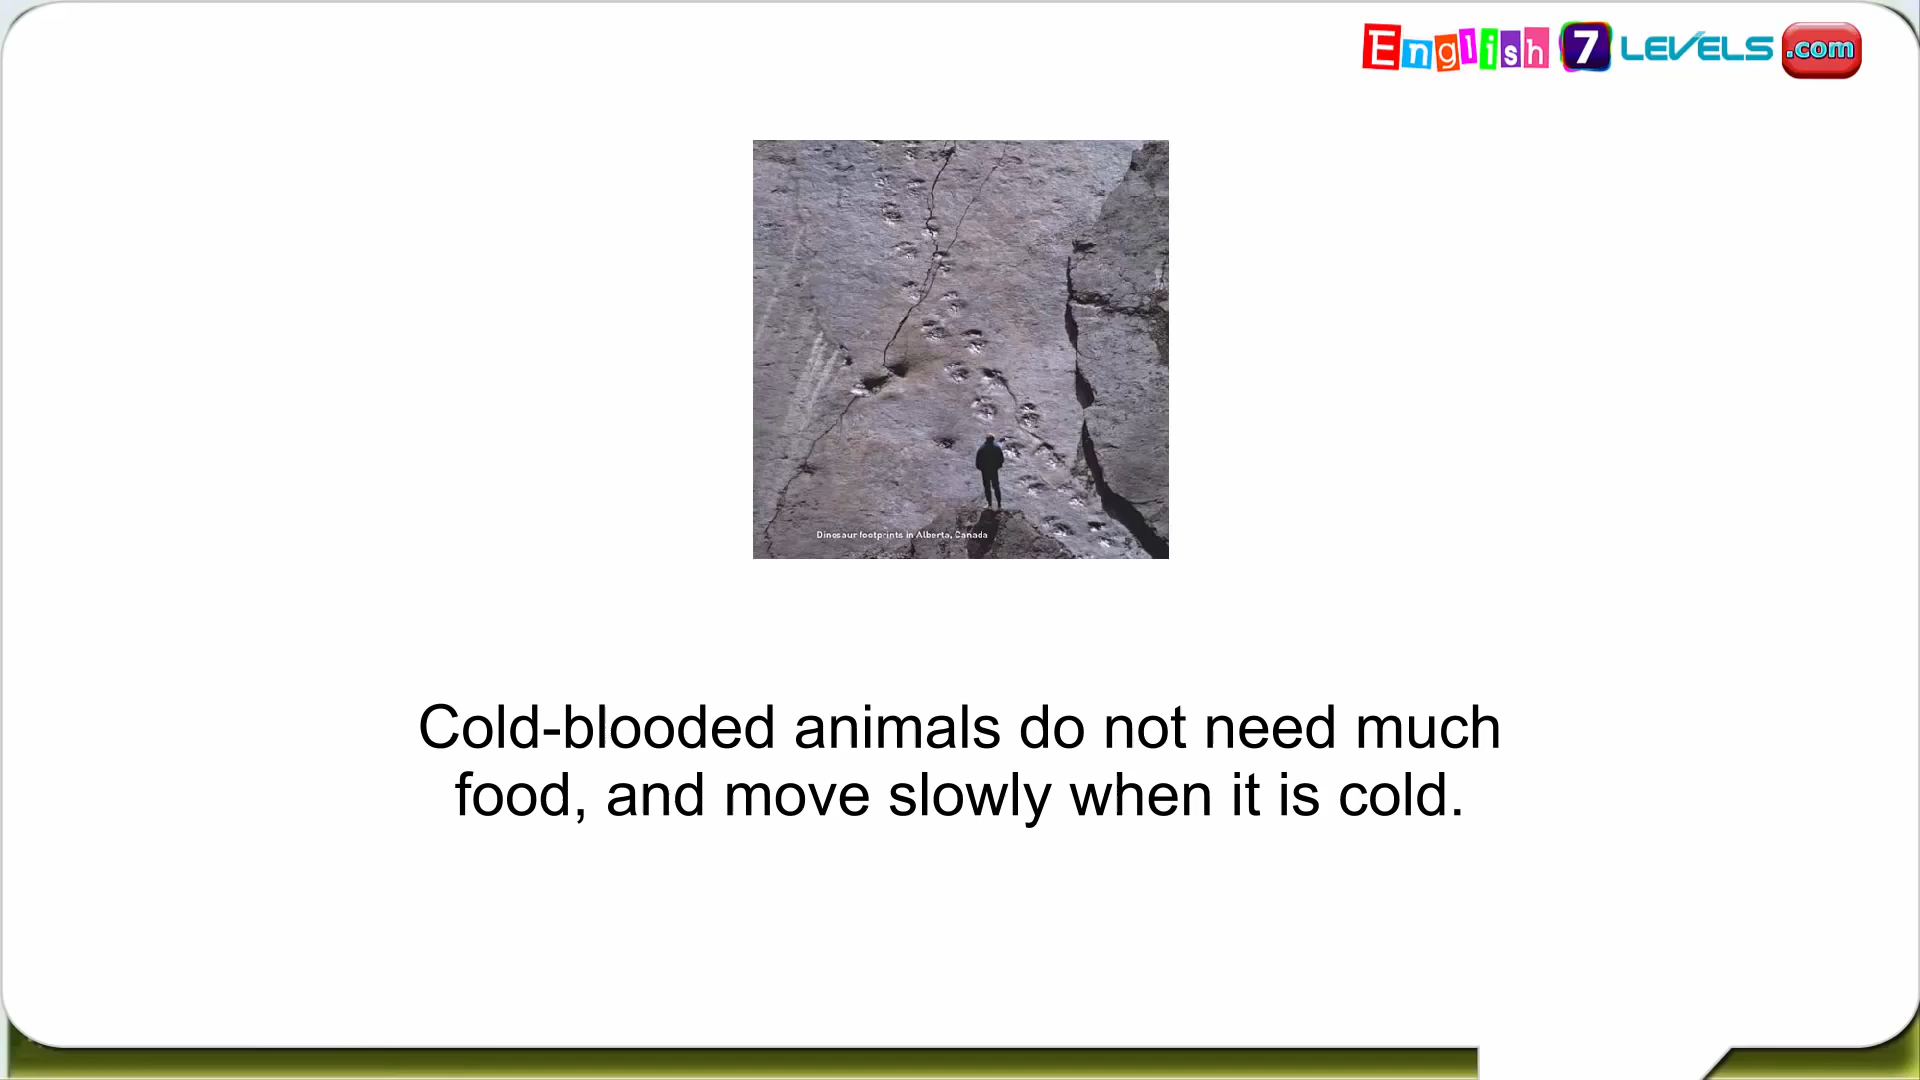 English 7 LEVELS .com
Dinosaur footprints in Alberta, Canada
Cold-blooded animals do not need much
food, and move slowly when it is cold.